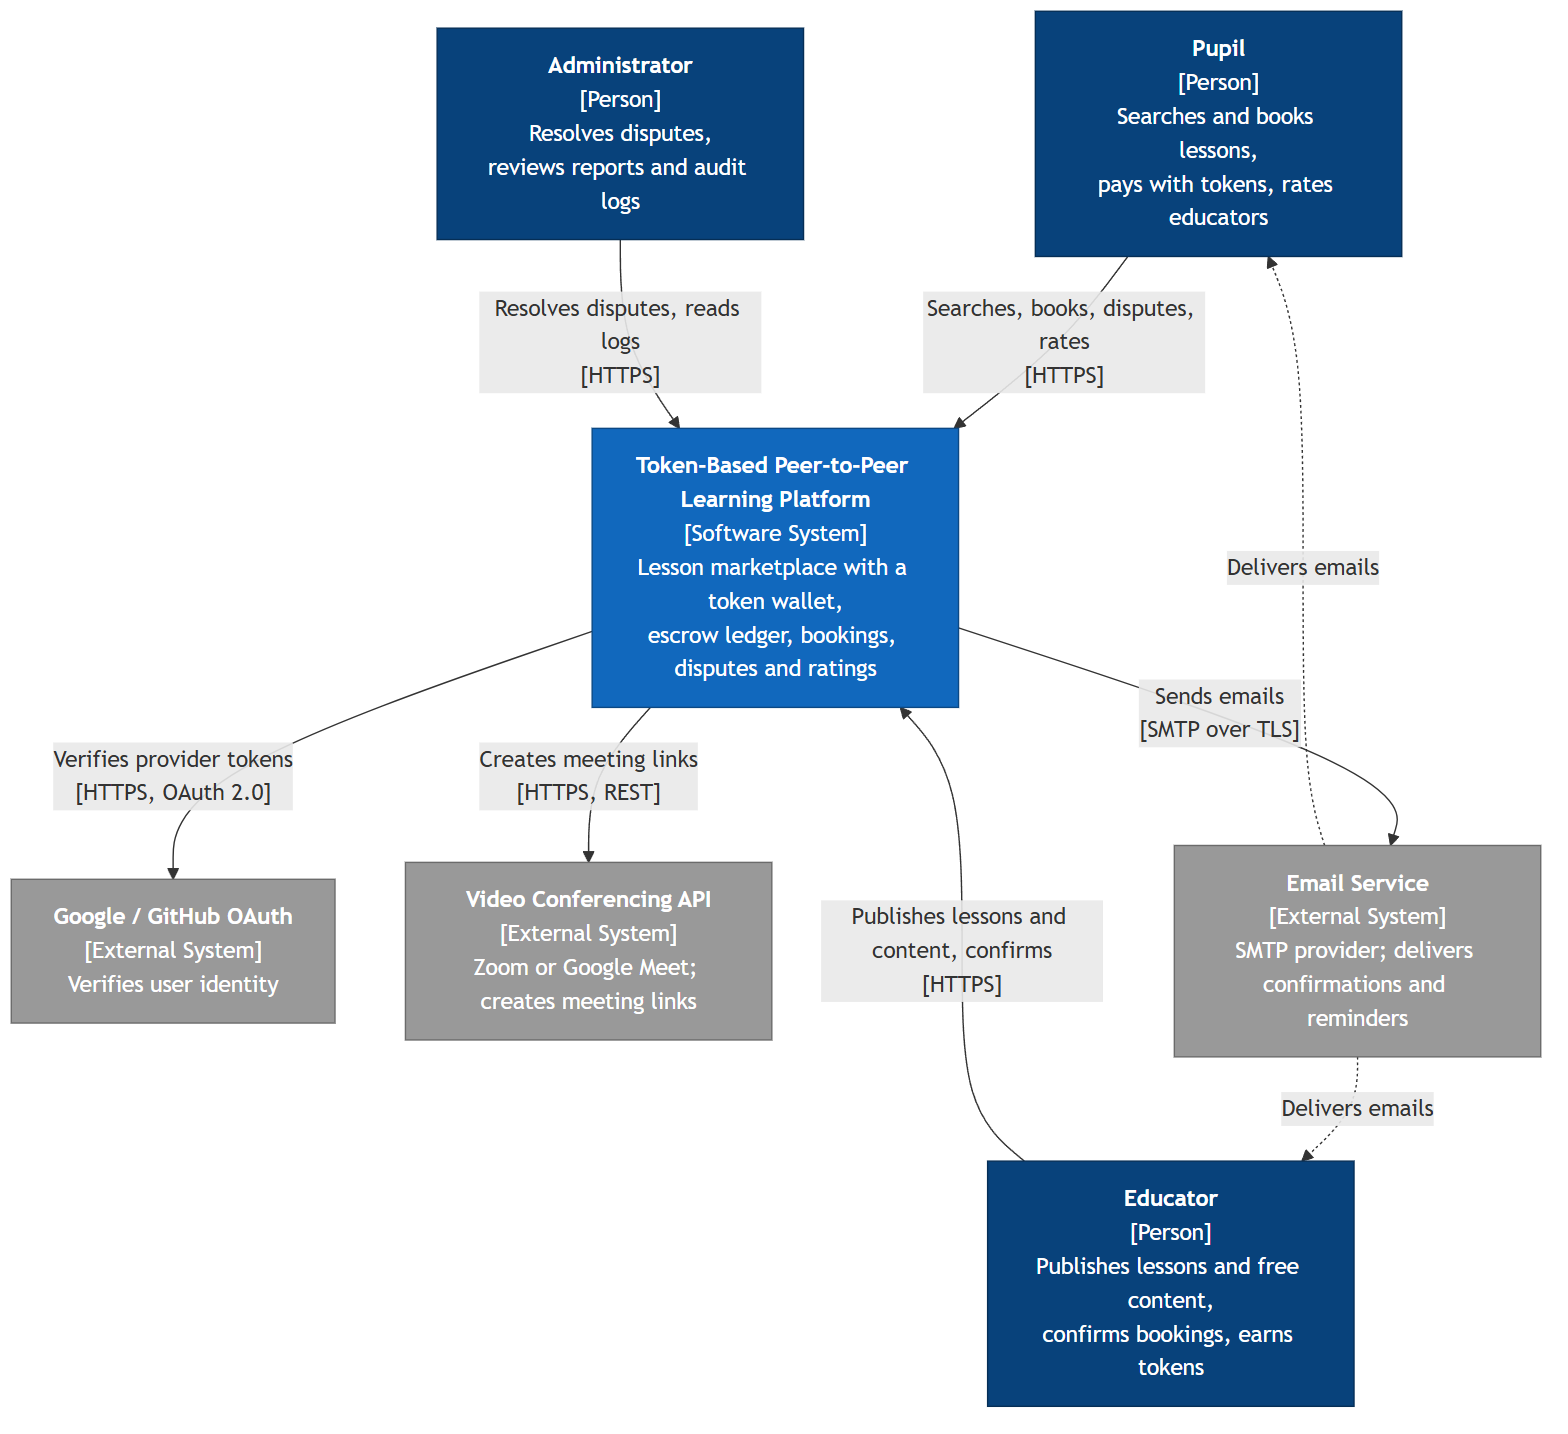 Administrator
[Person]
Resolves disputes,
reviews reports and audit
logs
Pupil
[Person]
Searches and books
lessons,
pays with tokens, rates
educators
Resolves disputes, reads
logs
[HTTPS]
Searches, books, disputes,
rates
[HTTPS]
Token-Based Peer-to-Peer
Learning Platform
[Software System]
Lesson marketplace with a
token wallet,
escrow ledger, bookings,
disputes and ratings
Delivers emails
Sends emails
[SMTP over TLS]
Verifies provider tokens
[HTTPS, OAuth 2.0]
Creates meeting links
[HTTPS, REST]
Google / GitHub OAuth
[External System]
Verifies user identity
Video Conferencing API
[External System]
Zoom or Google Meet;
creates meeting links
Publishes lessons and
content, confirms
[HTTPS]
Email Service
[External System]
SMTP provider; delivers
confirmations and
reminders
Delivers emails
Educator
[Person]
Publishes lessons and free
content,
confirms bookings, earns
tokens